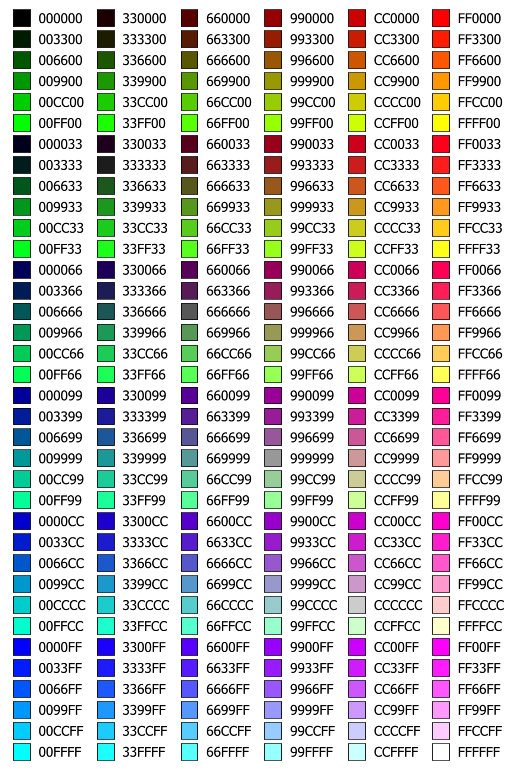 000000 330000 660000 990000 CC0000 FF0000
003300 333300 663300 993300 CC3300 FF3300
006600 336600 666600 996600 CC6600 FF6600
009900 339900 669900 999900 CC9900 FF9900
00CC00 33CC00 66CC00 99CC00 CCCC00 FFCC00
00FF00 33FF00 66FF00 99FF00 CCFF00 FFFF00
000033 330033 660033 990033 CC0033 FF0033
003333 333333 663333 993333 CC3333 FF3333
006633 336633 666633 996633 CC6633 FF6633
009933 339933 669933 999933 CC9933 FF9933
00CC33 33CC33 66CC33 99CC33 CCCC33 FFCC33
00FF33 33FF33 66FF33 99FF33 CCFF33 FFFF33
000066 330066 660066 990066 CC0066 FF0066
003366 333366 663366 993366 CC3366 FF3366
006666 336666 666666 996666 CC6666 FF6666
009966 339966 669966 999966 CC9966 FF9966
00CC66 33CC66 66CC66 99CC66 CCCC66 FFCC66
00FF66 33FF66 66FF66 99FF66 CCFF66 FFFF66
000099 330099 660099 990099 CC0099 FF0099
003399 333399 663399 993399 CC3399 FF3399
006699 336699 666699 996699 CC6699 FF6699
009999 339999 669999 999999 CC9999 FF9999
00CC99 33CC99 66CC99 99CC99 CCCC99 FFCC99
00FF99 33FF99 66FF99 99FF99 CCFF99 FFFF99
0000CC 3300CC 6600CC 9900CC CC00CC FF00CC
0033CC 3333CC 6633CC 9933CC CC33CC FF33CC
0066CC 3366CC 6666CC 9966CC CC66CC FF66CC
0099CC 3399CC 6699CC 9999CC CC99CC FF99CC
00CCCC 33CCCC 66CCCC 99CCCC CCCCCC FFCCCC
00FFCC 33FFCC 66FFCC 99FFCC CCFFCC FFFFCC
0000FF 3300FF 6600FF 9900FF CC00FF FF00FF
0033FF 3333FF 6633FF 9933FF CC33FF FF33FF
0066FF 3366FF 6666FF 9966FF CC66FF FF66FF
0099FF 3399FF 6699FF 9999FF CC99FF FF99FF
00CCFF 33CCFF 66CCFF 99CCFF CCCCFF FFCCFF
00FFFF 33FFFF 66FFFF 99FFFF CCFFFF FFFFFF